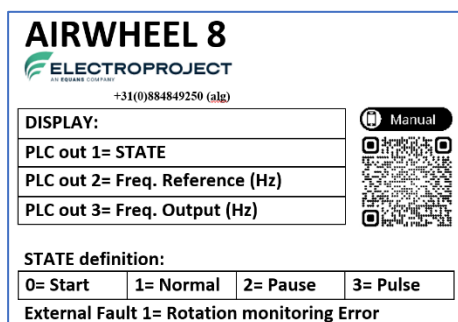 AIRWHEEL 8
ELECTROPROJECT
AN EQUANS COMPANY
+31(0)884849250 (alg)
DISPLAY:
Manual
PLC out 1= STATE
PLC out 2= Freq. Reference (Hz)
PLC out 3= Freq. Output (Hz)
STATE definition:
0= Start 1= Normal 2= Pause 3= Pulse
External Fault 1= Rotation monitoring Error